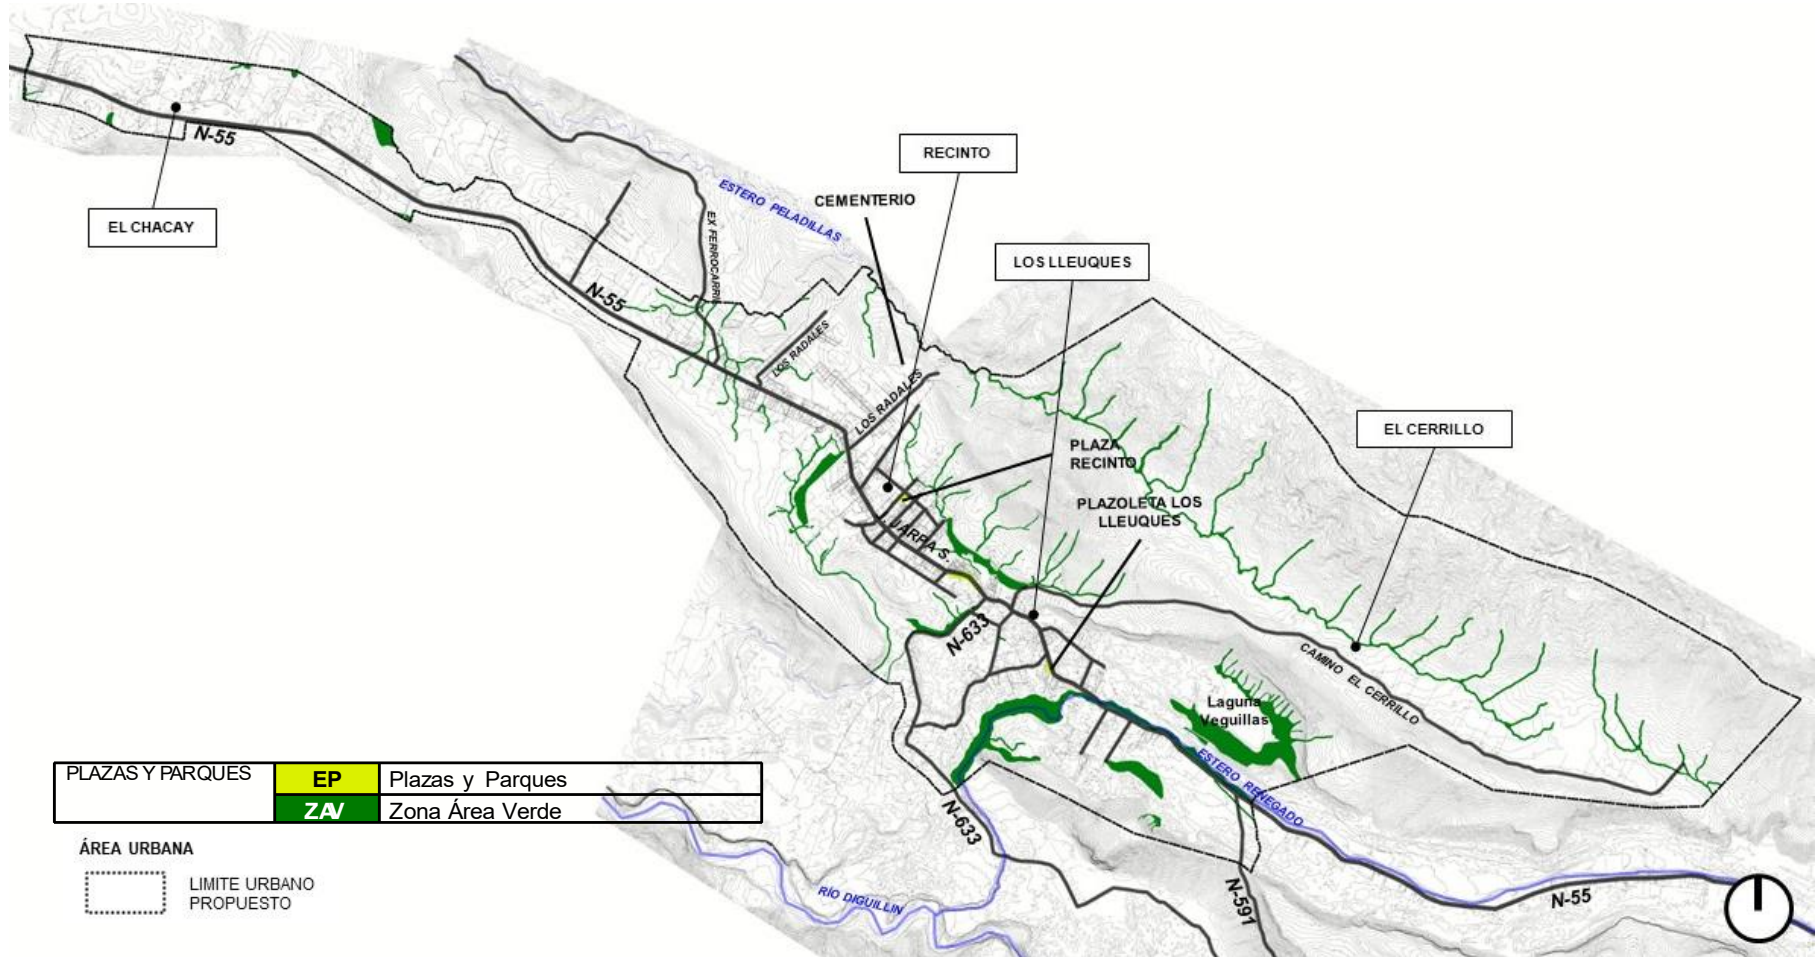 N-55
EL CHACAY
RECINTO
CEMENTERIO
ESTERO PELADILLAS
EX FERROCARRIL
LOS LLEUQUES
N-55
LOS RADALES
LOS RADALES
EL CERRILLO
PLAZA
RECINTO
PLAZOLETA LOS
LLEUQUES
JARPA S.
N-633
CAMINO EL CERRILLO
Laguna
Veguillas
ESTERO RENEGADO
PLAZAS Y PARQUES
EP
Plazas y Parques
ZAV
Zona Área Verde
N-633
ÁREA URBANA
LIMITE URBANO
PROPUESTO
RÍO DIGUILLIN
N-591
N-55